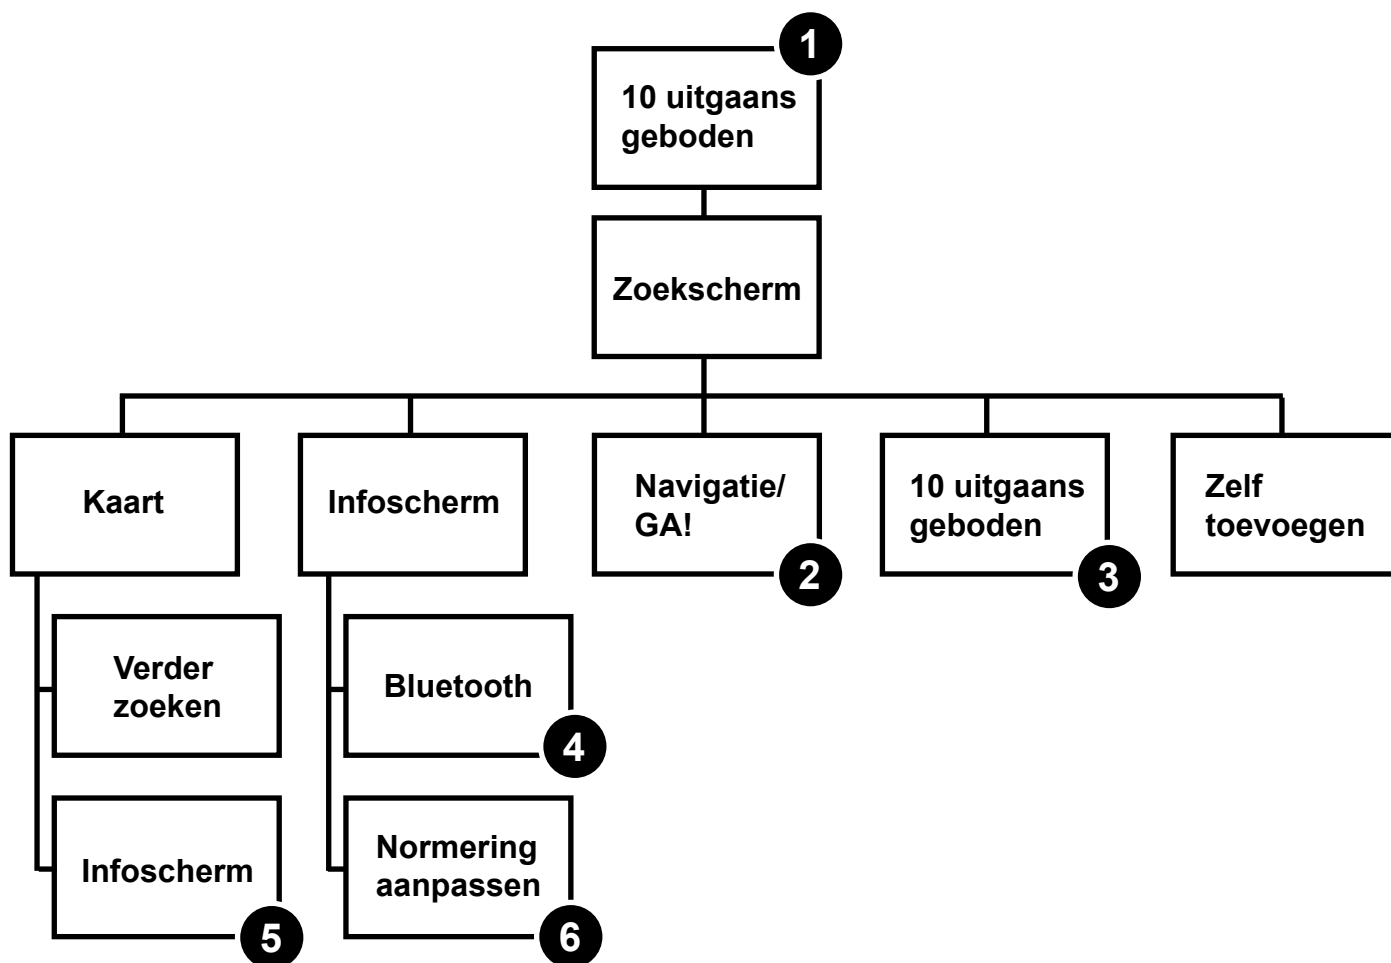 1
10 uitgaans
geboden
Zoekscherm
Kaart
Infoscherm
Navigatie/
GA!
2
10 uitgaans
geboden
3
Zelf
toevoegen
Verder
zoeken
Bluetooth
4
Infoscherm
5
Normering
aanpassen
6